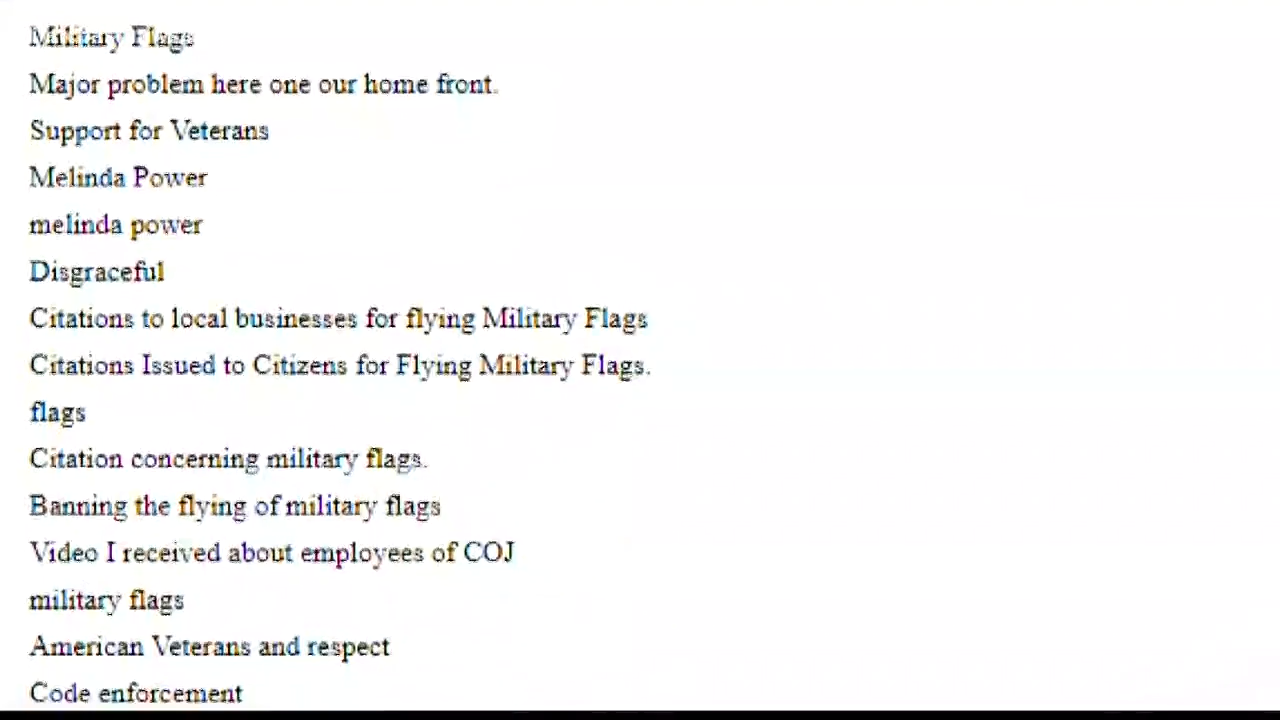 Military Flags
Major problem here one our home front.
Support for Veterans
Melinda Power
melinda power
Disgraceful
Citations to local businesses for flying Military Flags
Citations Issued to Citizens for Flying Military Flags.
flags
Citation concerning military flags.
Banning the flying of military flags
Video I received about employees of COJ
military flags
American Veterans and respect
Code enforcement